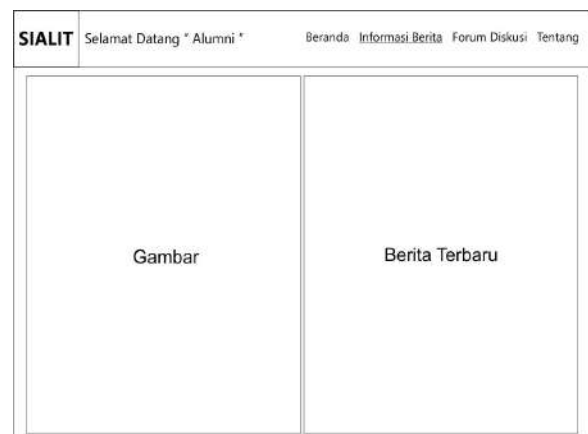 SIALIT Selamat Datang " Alumni " Beranda Informasi Berita Forum Diskusi Tentang
Gambar Berita Terbaru